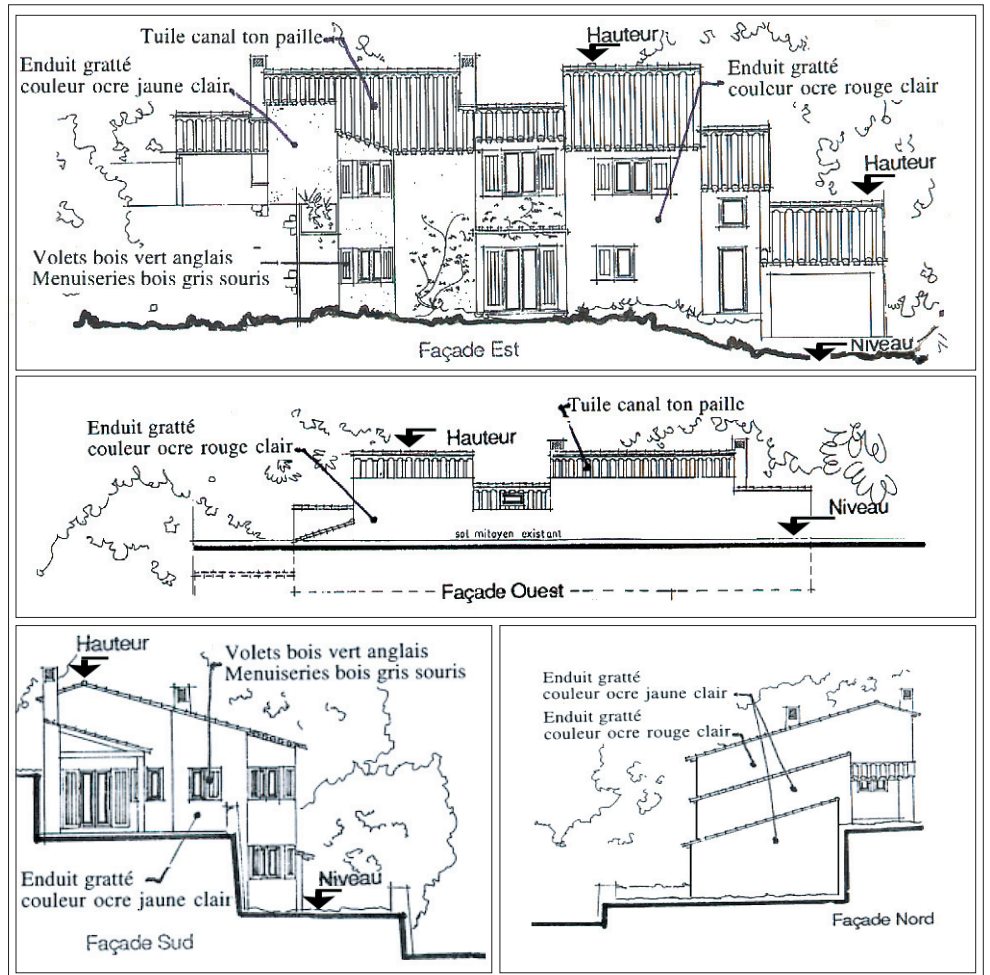 Tuile canal ton paille
Hauteur
Enduit gratté
couleur ocre jaune clair
Enduit gratté
coulcur ocre rouge clair
Hauteur
Volets bois vert anglais
Menuiseries bois gris souris
Niveau
Façade Est
Tuile canal ton paille
Enduit gratté
couleur ocre rouge clair
Hauteur
Niveau
sol mitoyen existant
Façade Ouest
Hauteur
Volets bois vert anglais
Menuiseries bois gris souris
Enduit gratté
couleur ocre jaune clair
Niveau
Façade Sud
Enduit gratté
couleur ocre jaune clair
Enduit gratté
couleur ocre rouge clair
Façade Nord